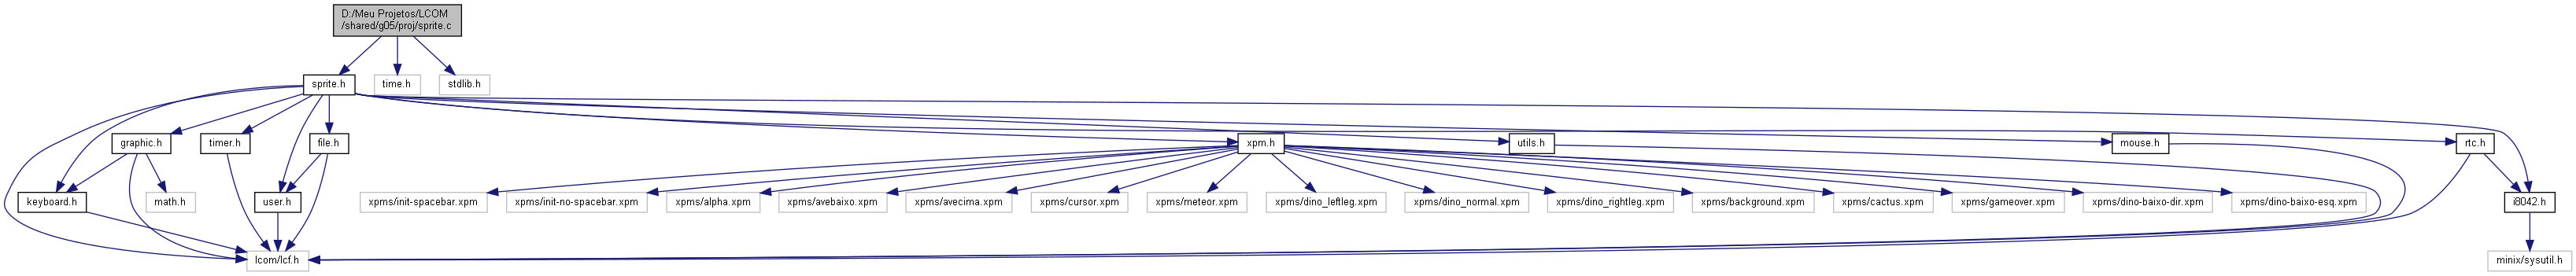 D:/Meu Projetos/LCOM
/shared/g05/proj/sprite.c
sprite.h
time.h
stdlib.h
graphic.h
timer.h
file.h
xpm.h
utils.h
mouse.h
rtc.h
keyboard.h
math.h
user.h
xpms/init-spacebar.xpm
xpms/init-no-spacebar.xpm
xpms/alpha.xpm
xpms/avebaixo.xpm
xpms/avecima.xpm
xpms/cursor.xpm
xpms/meteor.xpm
xpms/dino_leftleg.xpm
xpms/dino_normal.xpm
xpms/dino_rightleg.xpm
xpms/background.xpm
xpms/cactus.xpm
xpms/gameover.xpm
xpms/dino-baixo-dir.xpm
xpms/dino-baixo-esq.xpm
i8042.h
lcom/lcf.h
minix/sysutil.h